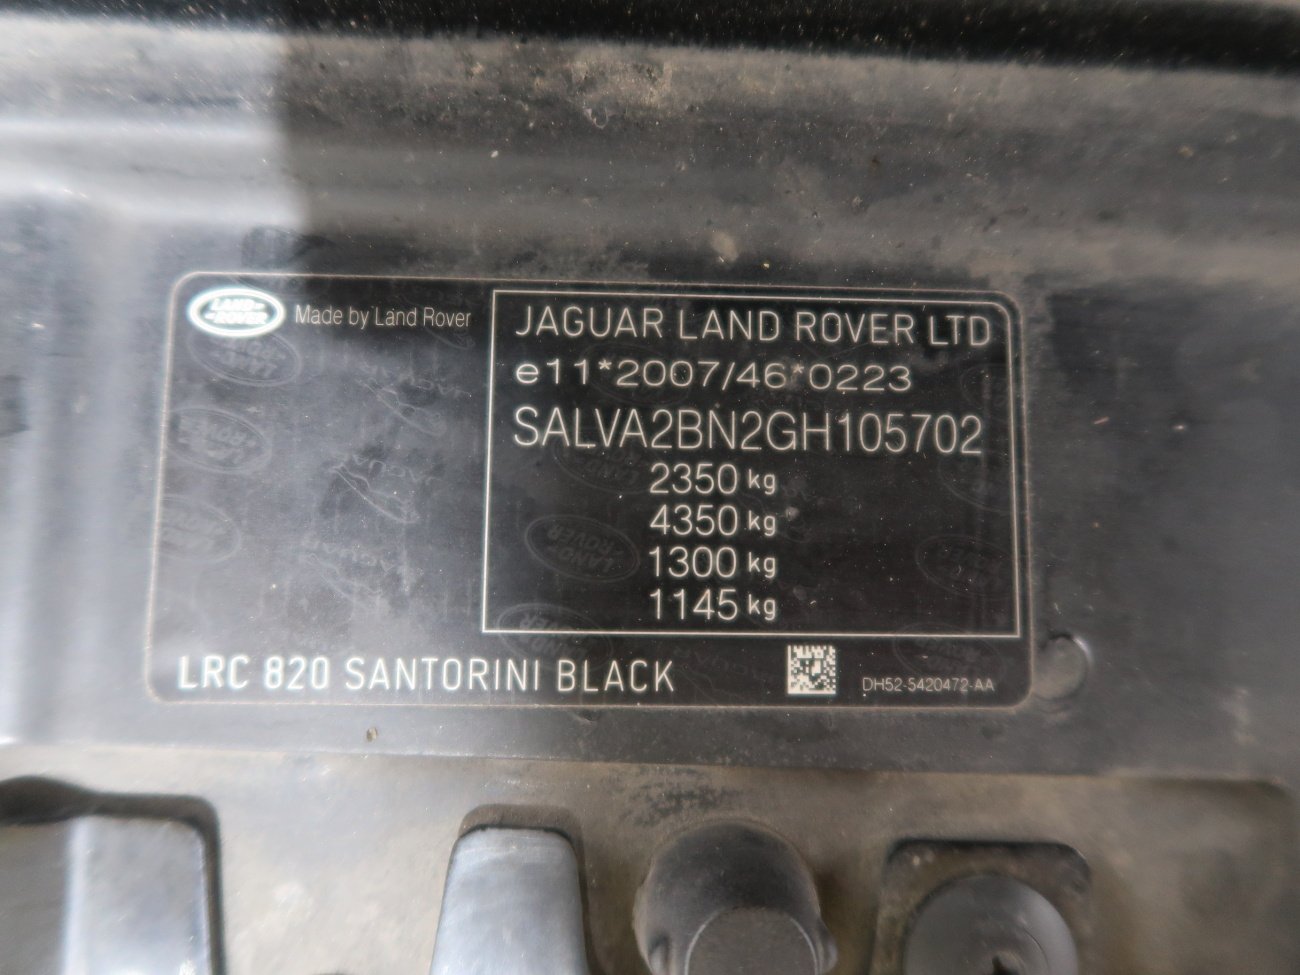 LAND-
-ROVER
Made by Land Rover
JAGUAR LAND ROVER LTD
e11*2007/46*0223
SALVA2BN2GH105702
2350 kg
4350 kg
1300 kg
1145 kg
LRC 820 SANTORINI BLACK
DH52-5420472-AA